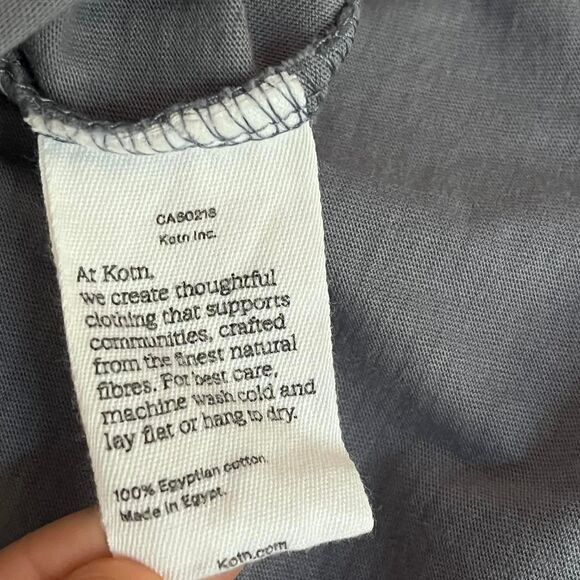 CA60218
Kotn Inc.
At Kotn,
we create thoughtful
clothing that supports
communities, crafted
from the finest natural
fibres. For best care,
machine wash cold and
lay flat or hang to dry.
100% Egyptian cotton.
Made in Egypt.
Kotn.com